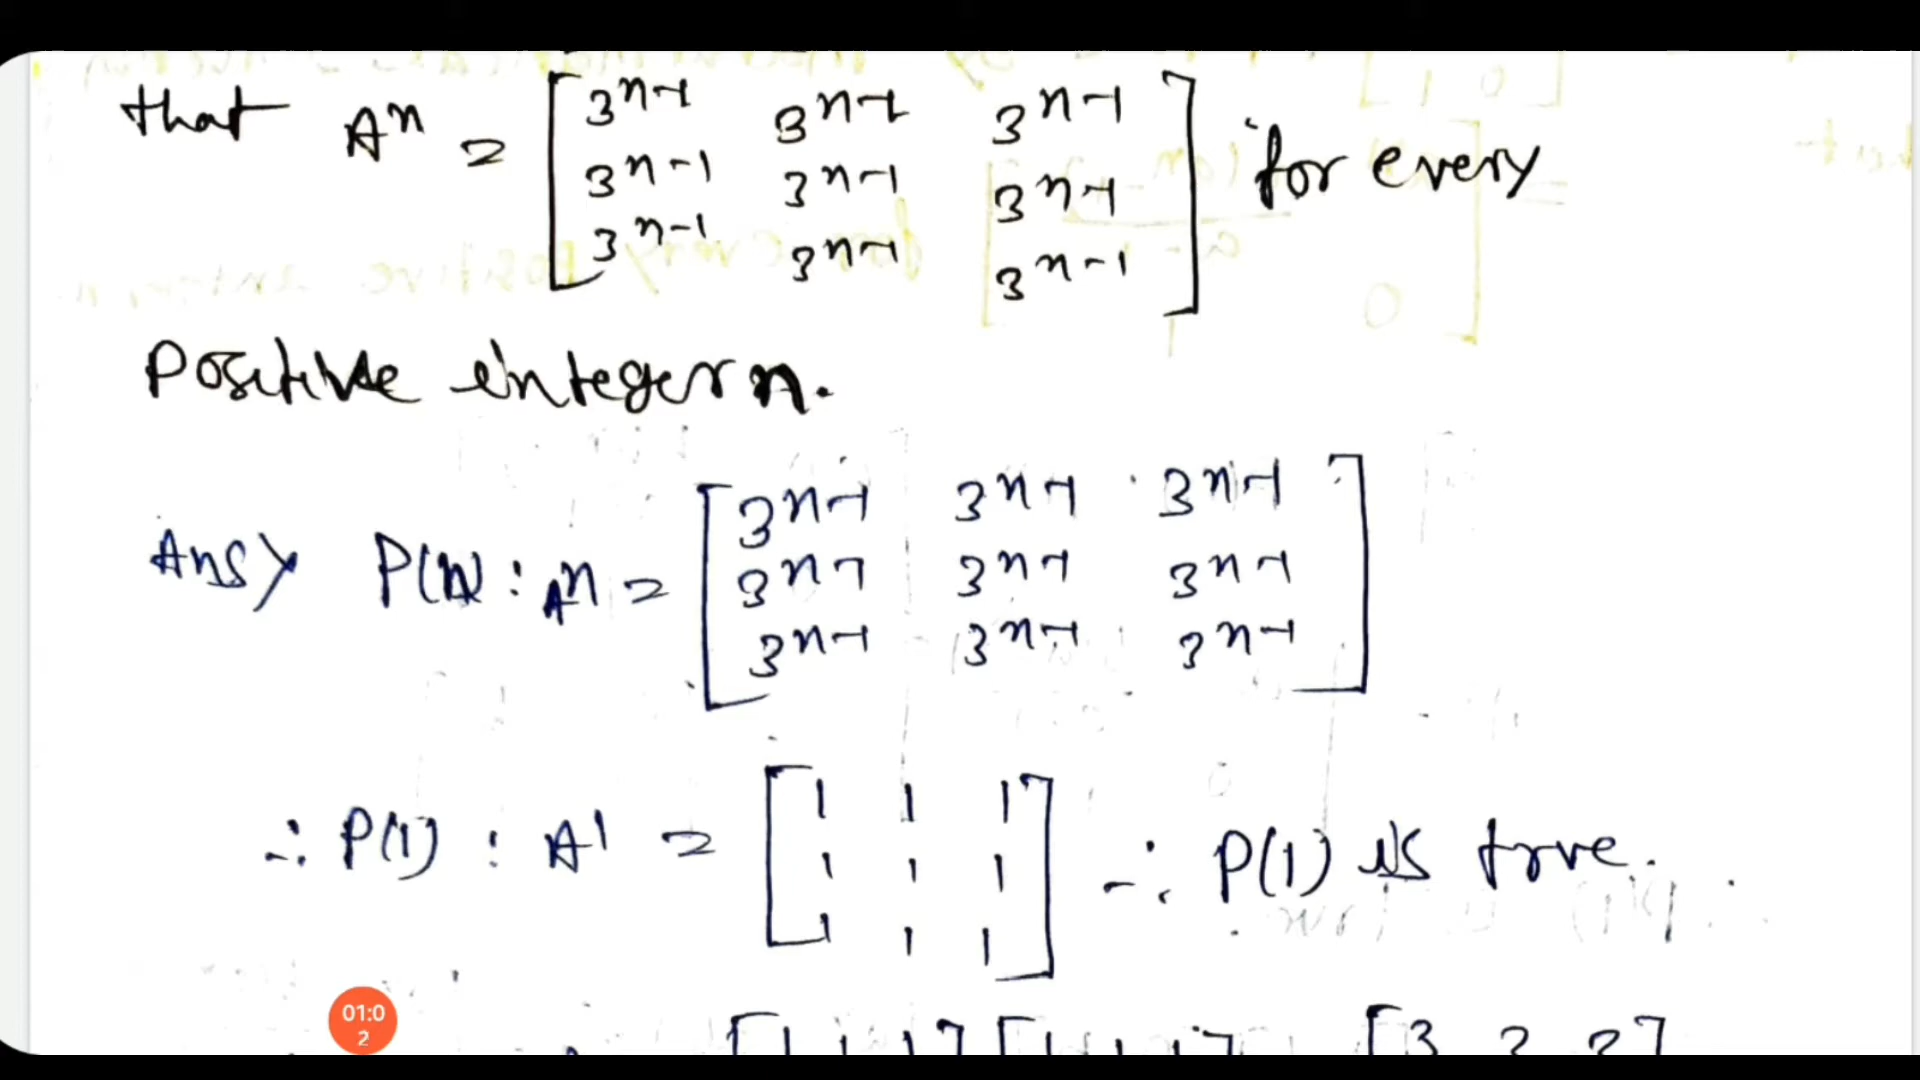 that Aⁿ = [3ⁿ⁻¹ 3ⁿ⁻¹ 3ⁿ⁻¹
3ⁿ⁻¹ 3ⁿ⁻¹ 3ⁿ⁻¹
3ⁿ⁻¹ 3ⁿ⁻¹ 3ⁿ⁻¹] for every
Positive integer n.
Ans) P(n) : Aⁿ = [3ⁿ⁻¹ 3ⁿ⁻¹ 3ⁿ⁻¹
3ⁿ⁻¹ 3ⁿ⁻¹ 3ⁿ⁻¹
3ⁿ⁻¹ 3ⁿ⁻¹ 3ⁿ⁻¹]
∴ P(1) : A¹ = [1 1 1
1 1 1
1 1 1] ∴ P(1) is true.
01:02